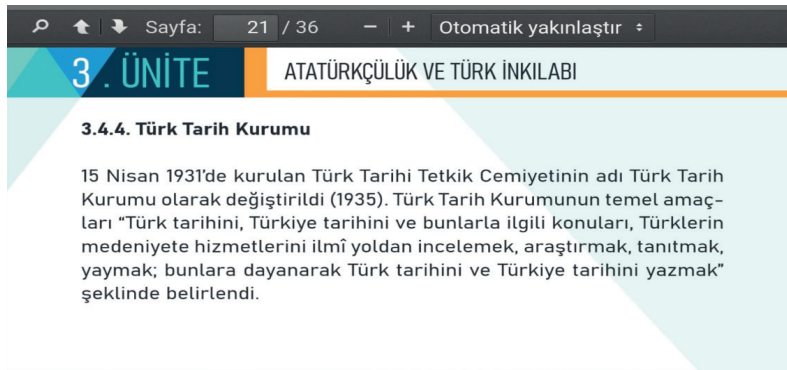 Sayfa: 21 / 36 − + Otomatik yakınlaştır
3. ÜNİTE ATATÜRKÇÜLÜK VE TÜRK İNKILABI
3.4.4. Türk Tarih Kurumu
15 Nisan 1931’de kurulan Türk Tarihi Tetkik Cemiyetinin adı Türk Tarih
Kurumu olarak değiştirildi (1935). Türk Tarih Kurumunun temel amaç-
ları “Türk tarihini, Türkiye tarihini ve bunlarla ilgili konuları, Türklerin
medeniyete hizmetlerini ilmî yoldan incelemek, araştırmak, tanıtmak,
yaymak; bunlara dayanarak Türk tarihini ve Türkiye tarihini yazmak”
şeklinde belirlendi.